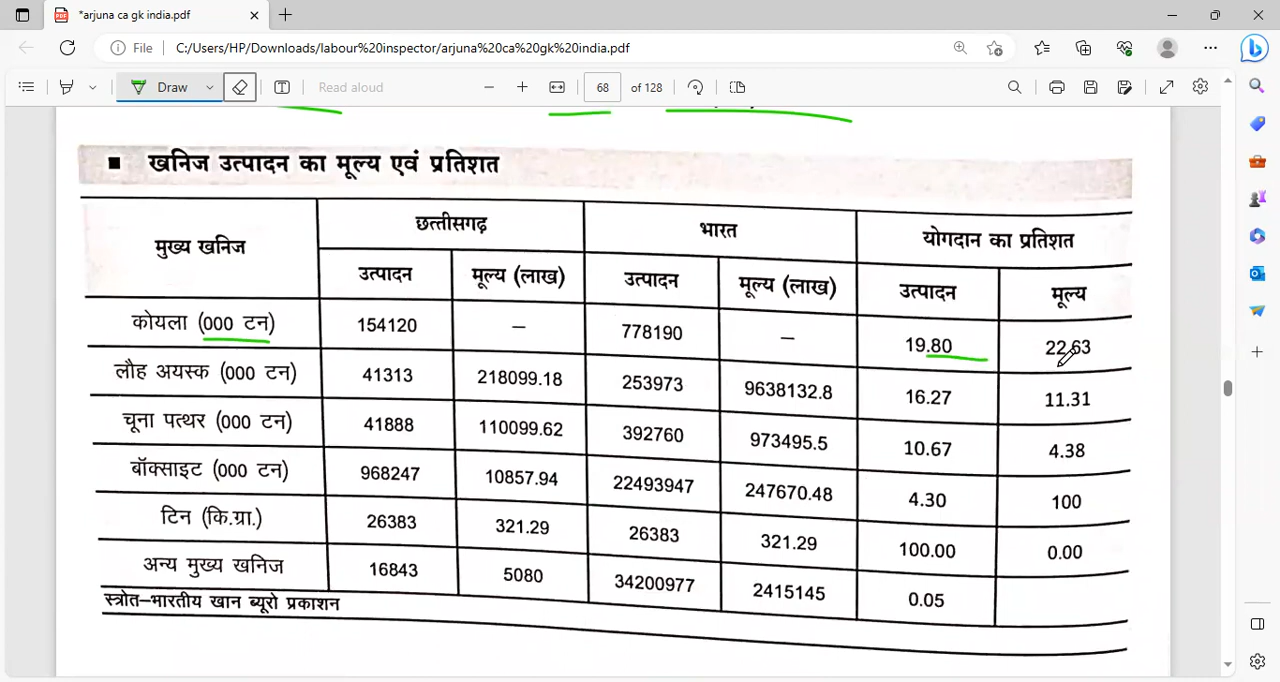 *arjuna ca gk india.pdf
File C:/Users/HP/Downloads/labour%20inspector/arjuna%20ca%20gk%20india.pdf
Draw Read aloud 68 of 128
■ खनिज उत्पादन का मूल्य एवं प्रतिशत
मुख्य खनिज छत्तीसगढ़ भारत योगदान का प्रतिशत
उत्पादन मूल्य (लाख) उत्पादन मूल्य (लाख) उत्पादन मूल्य
कोयला (000 टन) 154120 – 778190 – 19.80 22.63
लौह अयस्क (000 टन) 41313 218099.18 253973 9638132.8 16.27 11.31
चूना पत्थर (000 टन) 41888 110099.62 392760 973495.5 10.67 4.38
बॉक्साइट (000 टन) 968247 10857.94 22493947 247670.48 4.30 100
टिन (कि.ग्रा.) 26383 321.29 26383 321.29 100.00 0.00
अन्य मुख्य खनिज 16843 5080 34200977 2415145 0.05
स्त्रोत–भारतीय खान ब्यूरो प्रकाशन